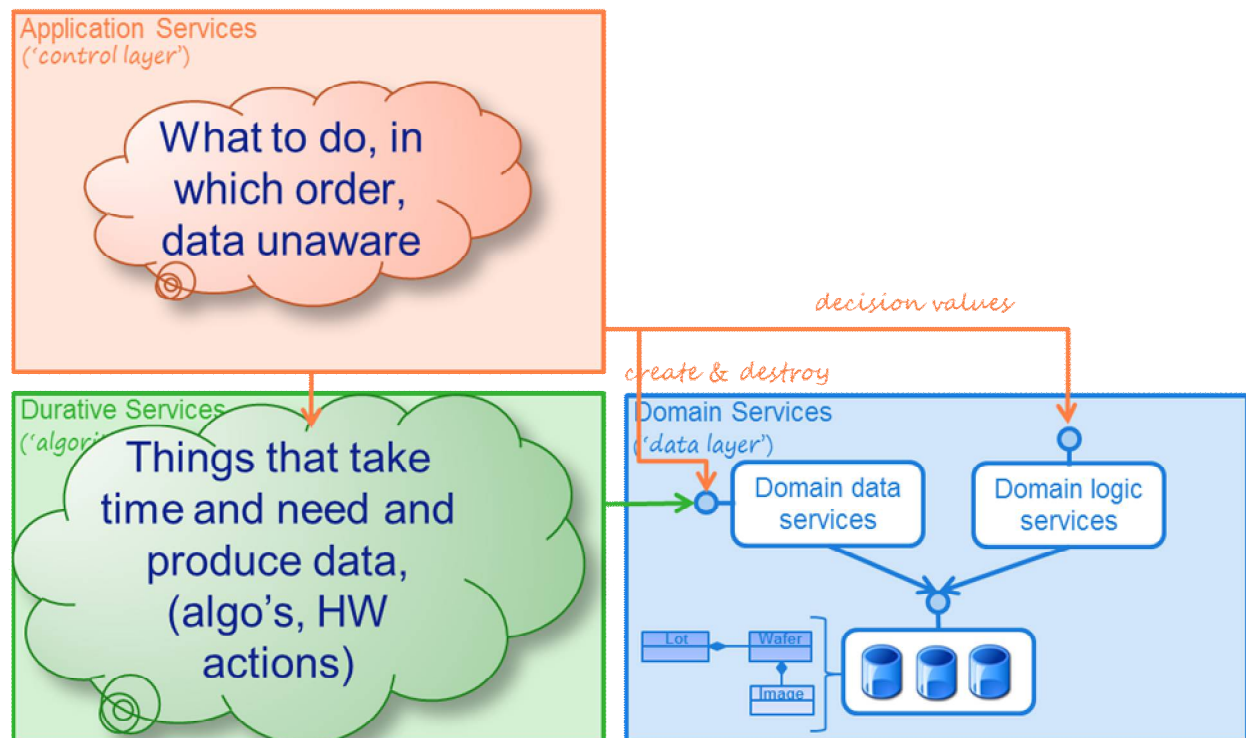 Application Services
('control layer')
What to do, in
which order,
data unaware
decision values
create & destroy
Durative Services
Things that take
time and need and
produce data,
(algo's, HW
actions)
Domain Services
('data layer')
Domain data
services
Domain logic
services
Lot
Wafer
Image